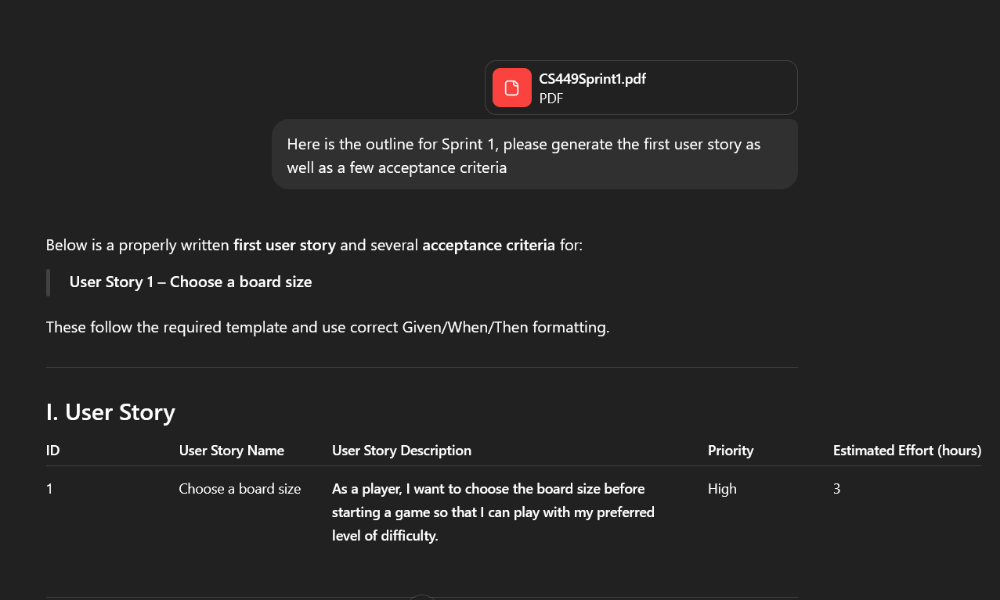 CS449Sprint1.pdf
PDF
Here is the outline for Sprint 1, please generate the first user story as
well as a few acceptance criteria
Below is a properly written first user story and several acceptance criteria for:
User Story 1 – Choose a board size
These follow the required template and use correct Given/When/Then formatting.
I. User Story
ID User Story Name User Story Description Priority Estimated Effort (hours)
1 Choose a board size As a player, I want to choose the board size before High 3
starting a game so that I can play with my preferred
level of difficulty.